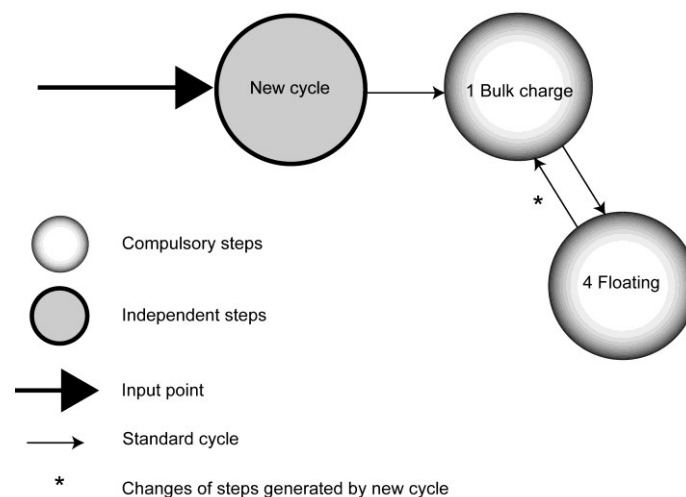 New cycle
1 Bulk charge
*
4 Floating
Compulsory steps
Independent steps
Input point
Standard cycle
* Changes of steps generated by new cycle